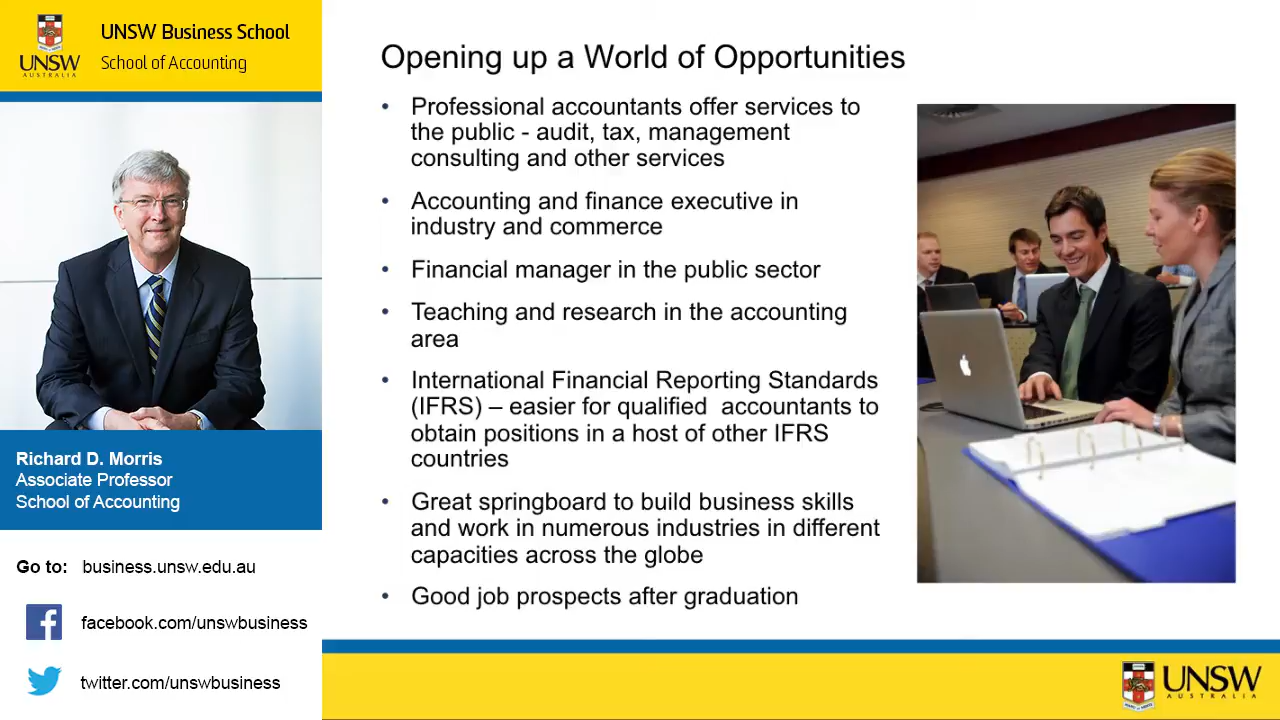 UNSW
AUSTRALIA
UNSW Business School
School of Accounting
Richard D. Morris
Associate Professor
School of Accounting
Go to: business.unsw.edu.au
facebook.com/unswbusiness
twitter.com/unswbusiness
Opening up a World of Opportunities
• Professional accountants offer services to
the public - audit, tax, management
consulting and other services
• Accounting and finance executive in
industry and commerce
• Financial manager in the public sector
• Teaching and research in the accounting
area
• International Financial Reporting Standards
(IFRS) – easier for qualified accountants to
obtain positions in a host of other IFRS
countries
• Great springboard to build business skills
and work in numerous industries in different
capacities across the globe
• Good job prospects after graduation
UNSW
AUSTRALIA